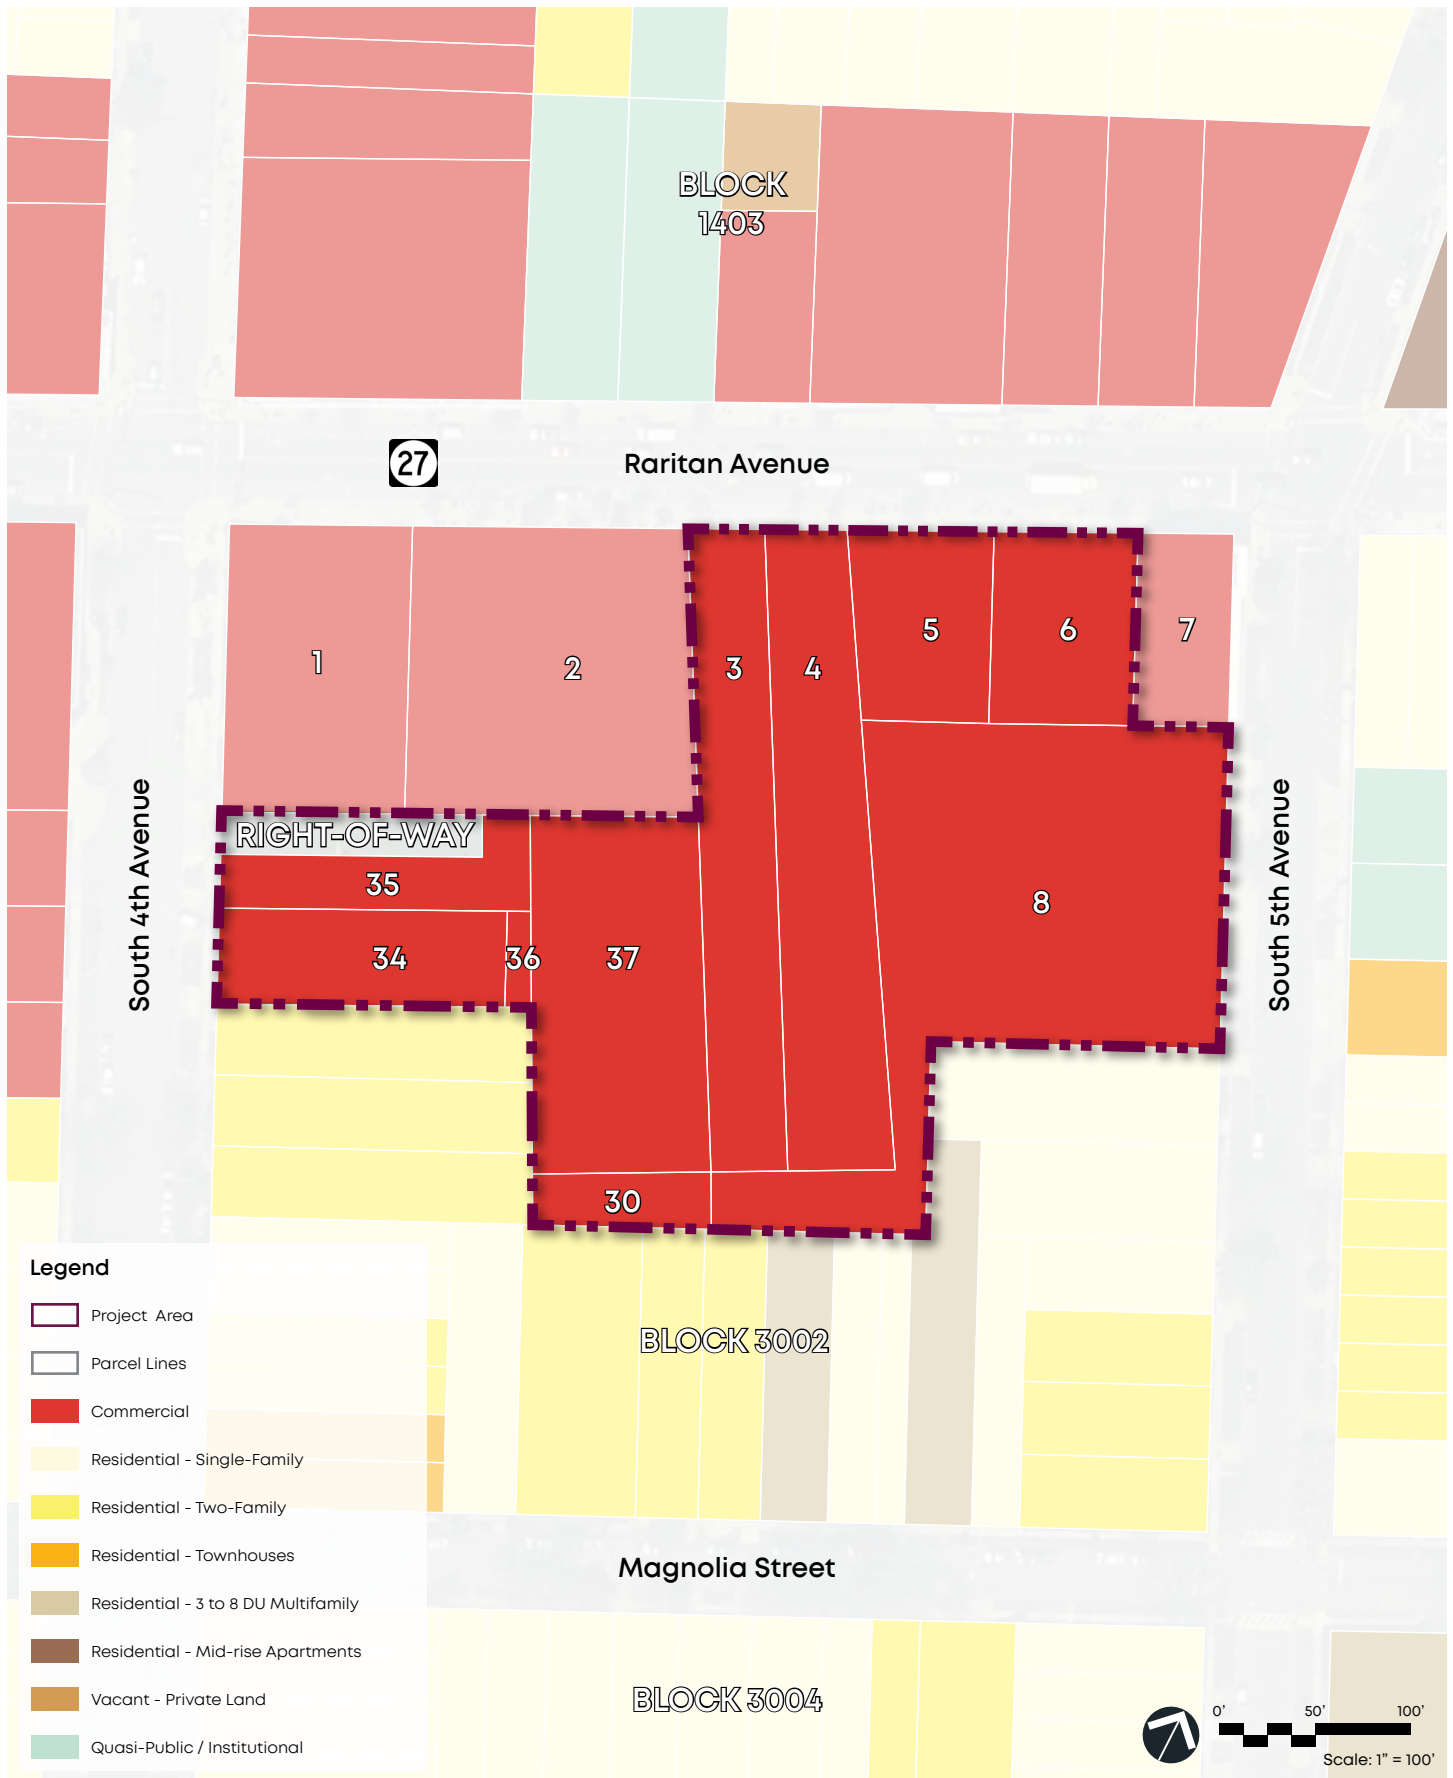 BLOCK
1403
27
Raritan Avenue
1
2
3
4
5
6
7
RIGHT-OF-WAY
35
34
36
37
8
30
South 4th Avenue
South 5th Avenue
BLOCK 3002
Magnolia Street
BLOCK 3004
Legend
Project Area
Parcel Lines
Commercial
Residential - Single-Family
Residential - Two-Family
Residential - Townhouses
Residential - 3 to 8 DU Multifamily
Residential - Mid-rise Apartments
Vacant - Private Land
Quasi-Public / Institutional
0’ 50’ 100’
Scale: 1” = 100’